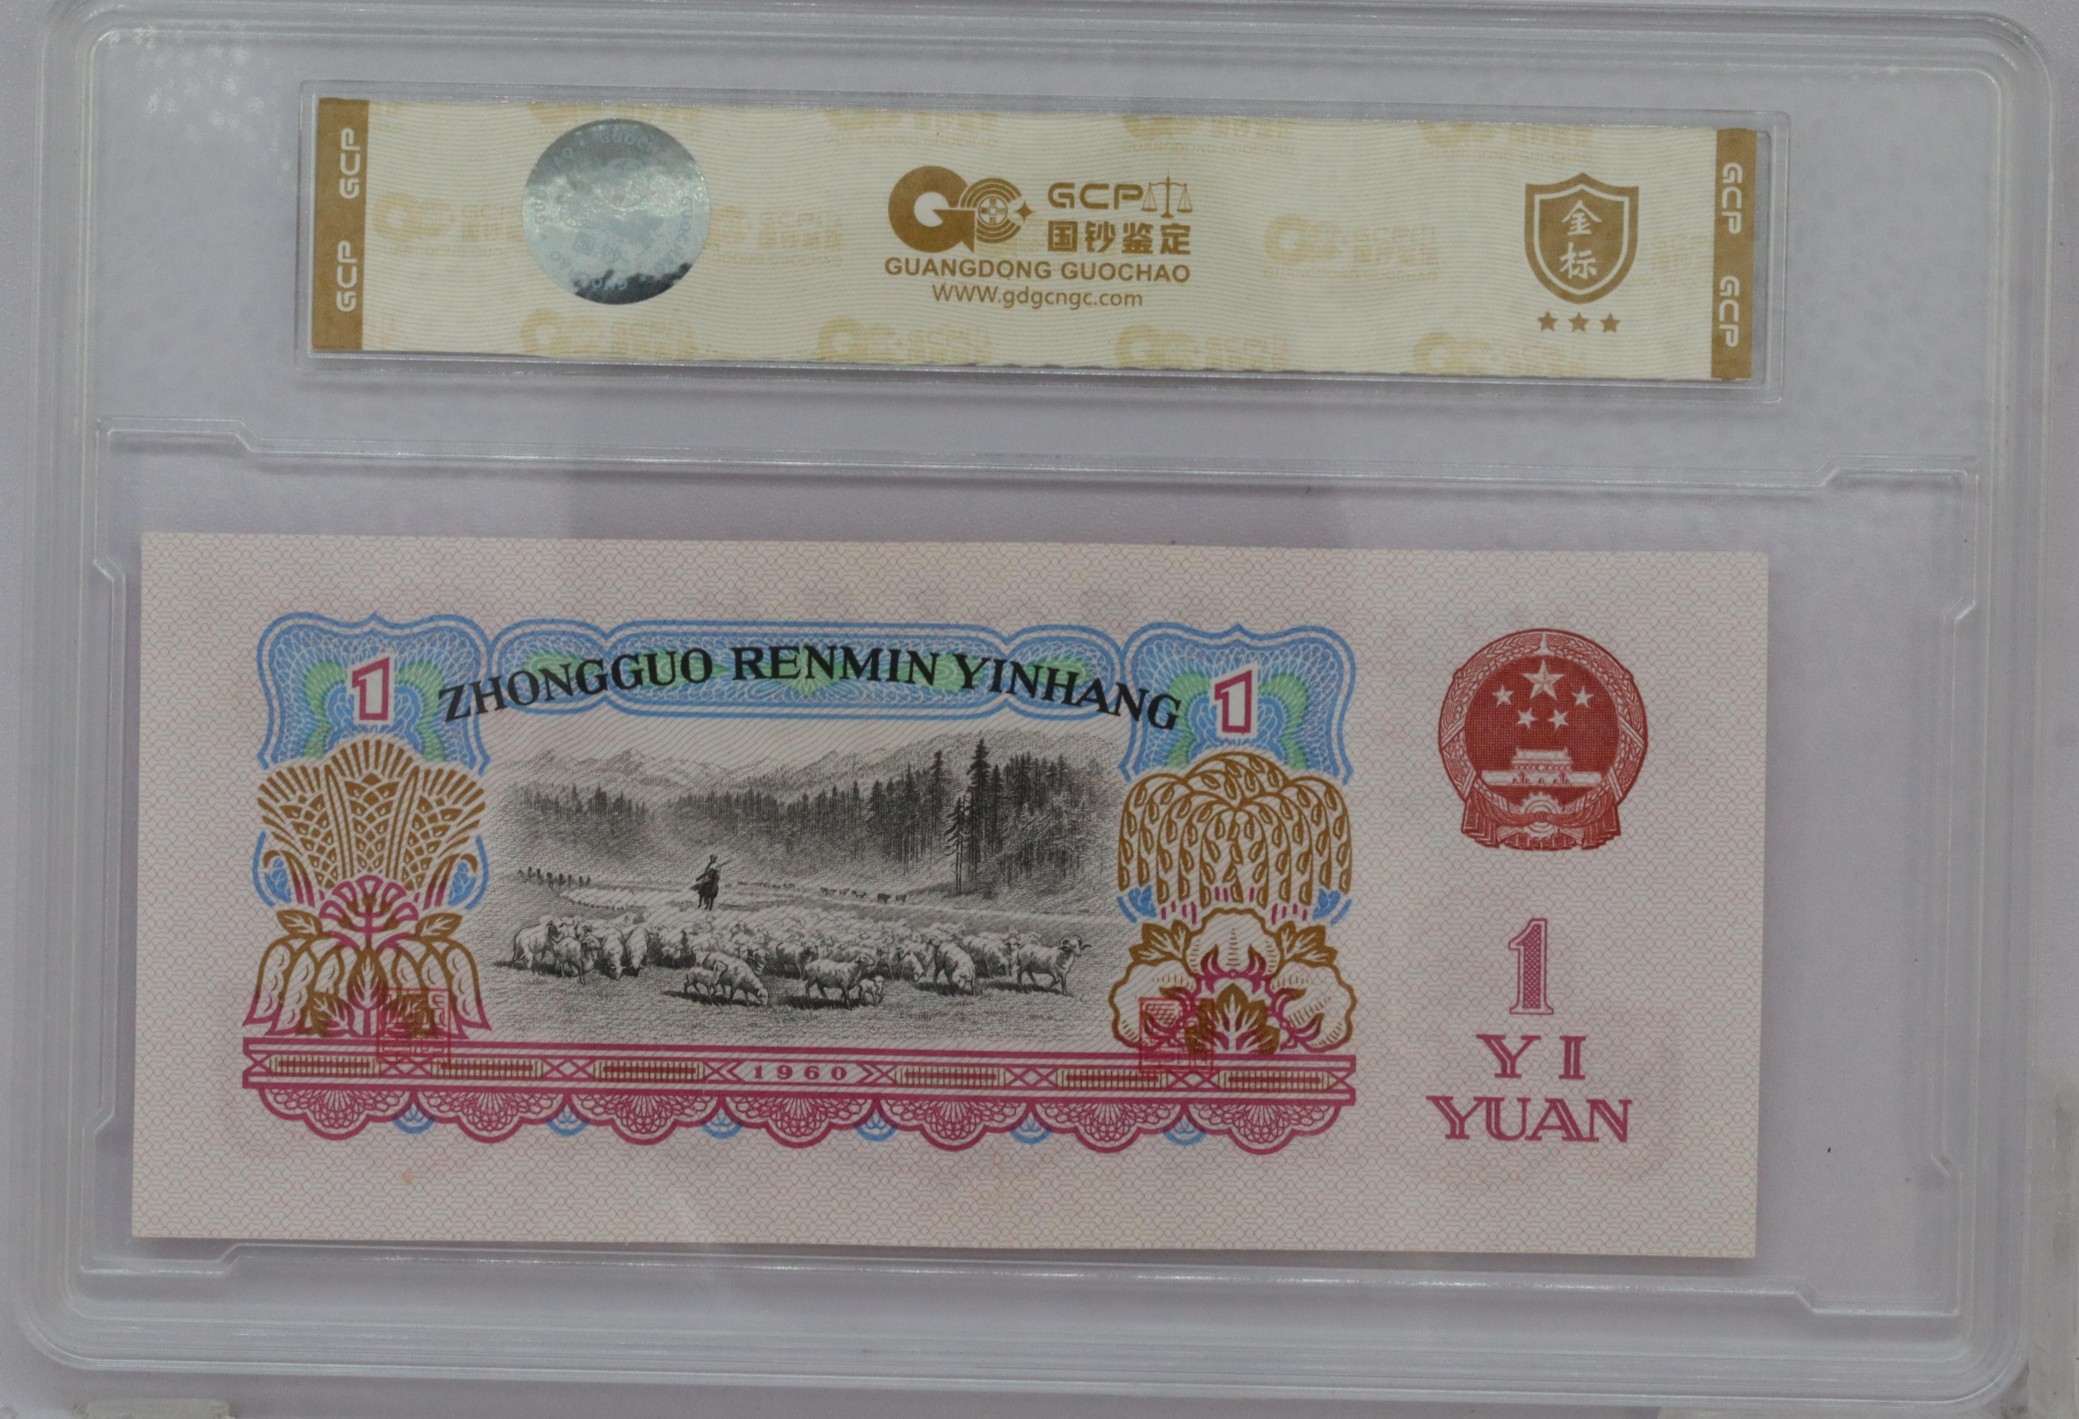 GCP
GCP
GCP
国钞鉴定
GUANGDONG GUOCHAO
WWW.gdgcngc.com
金
标
GCP
GCP
1
ZHONGGUO RENMIN YINHANG
1
1960
1
YI
YUAN